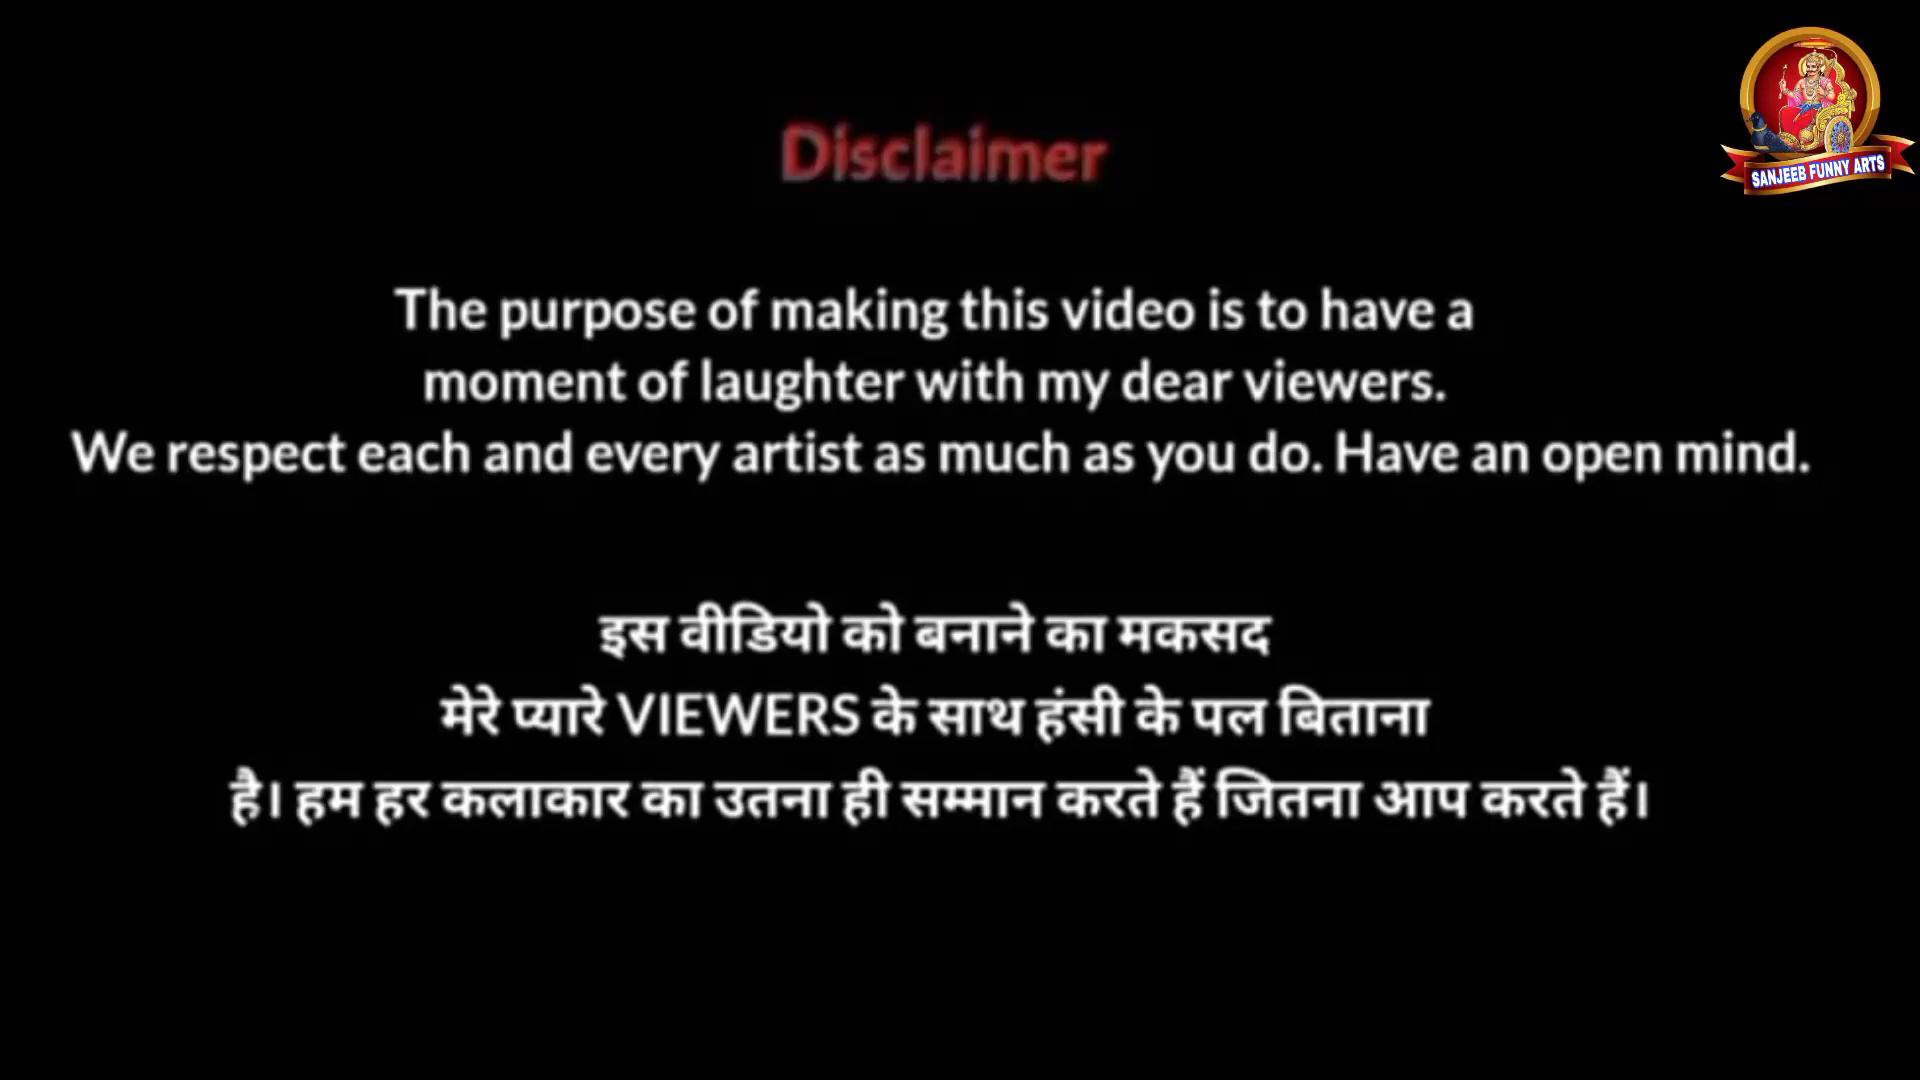 Disclaimer
SANJEEB FUNNY ARTS
The purpose of making this video is to have a
moment of laughter with my dear viewers.
We respect each and every artist as much as you do. Have an open mind.
इस वीडियो को बनाने का मकसद
मेरे प्यारे VIEWERS के साथ हंसी के पल बिताना
है। हम हर कलाकार का उतना ही सम्मान करते हैं जितना आप करते हैं।